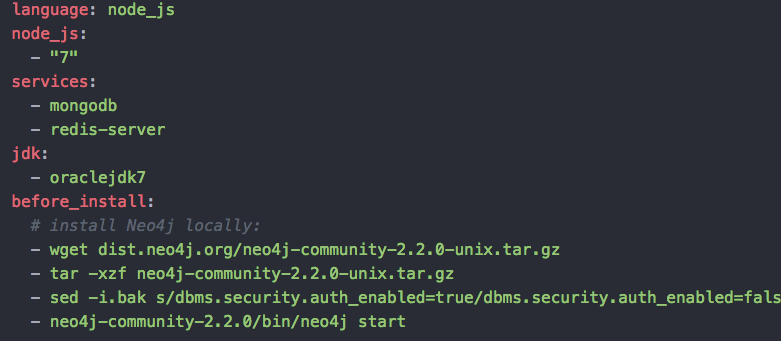 language: node_js
node_js:
  - "7"
services:
  - mongodb
  - redis-server
jdk:
  - oraclejdk7
before_install:
  # install Neo4j locally:
  - wget dist.neo4j.org/neo4j-community-2.2.0-unix.tar.gz
  - tar -xzf neo4j-community-2.2.0-unix.tar.gz
  - sed -i.bak s/dbms.security.auth_enabled=true/dbms.security.auth_enabled=fals
  - neo4j-community-2.2.0/bin/neo4j start